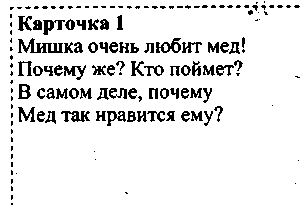 Карточка 1
Мишка очень любит мед!
Почему же? Кто поймет?
В самом деле, почему
Мед так нравится ему?